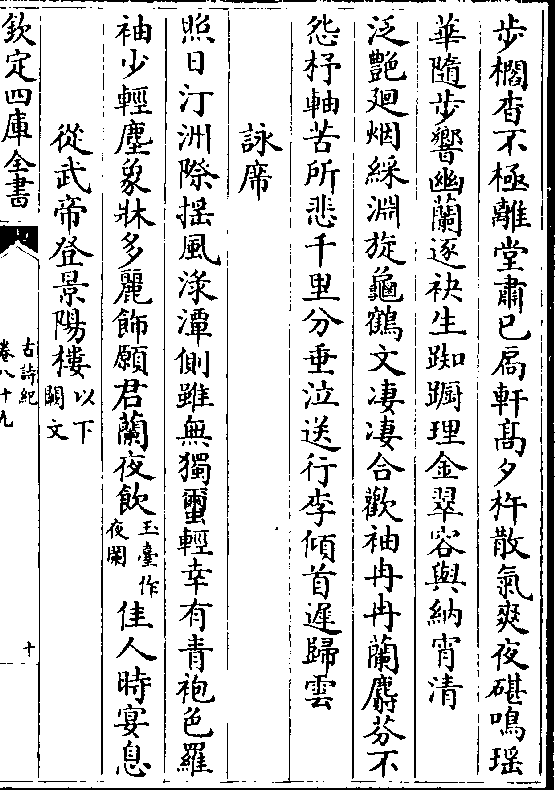 步櫩杳不極離堂肅已扃軒高夕杵散氣爽夜碪鳴瑶
華隨步響幽蘭逐袂生踟躕理金翠容與納宵清
泛艷廻烟綵淵旋龜鶴文凄凄合歡袖冉冉蘭麝芬不
怨杼軸苦所悲千里分垂泣送行李傾首遲歸雲
詠席
照日汀洲際揺風淥潭側雖無獨蠒輕幸有青袍色羅
袖少輕塵象牀多麗飾願君蘭夜飲玉臺作夜闌佳人時宴息
從武帝登景陽樓以下闕文
欽定四庫全書
古詩紀
卷八十九
十